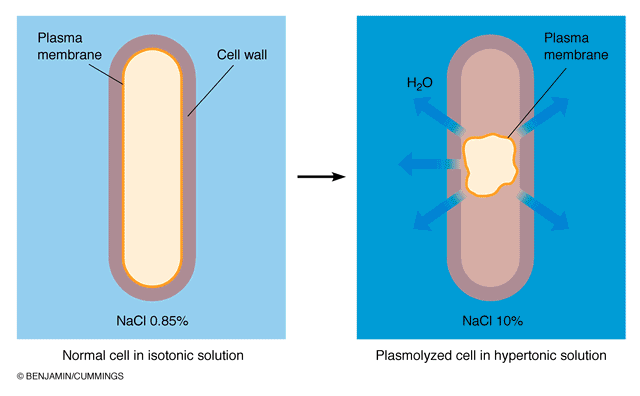 Plasma
membrane
Cell wall
NaCl 0.85%
Normal cell in isotonic solution
H₂O
Plasma
membrane
NaCl 10%
Plasmolyzed cell in hypertonic solution
© BENJAMIN/CUMMINGS